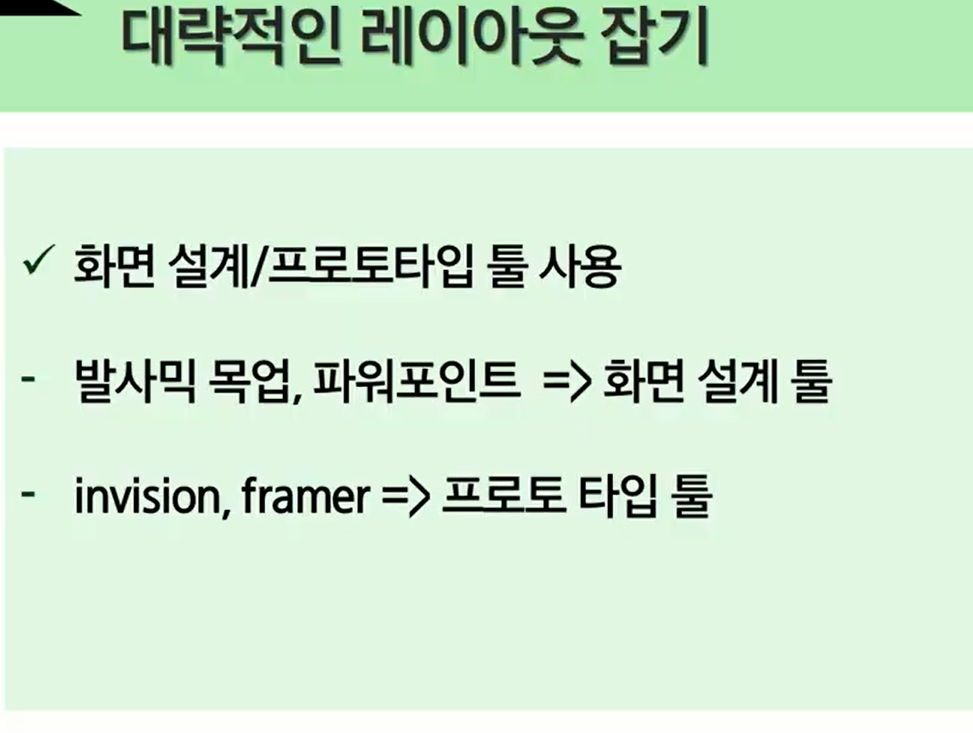 대략적인 레이아웃 잡기
✓ 화면 설계/프로토타입 툴 사용
- 발사믹 목업, 파워포인트 => 화면 설계 툴
- invision, framer => 프로토 타입 툴